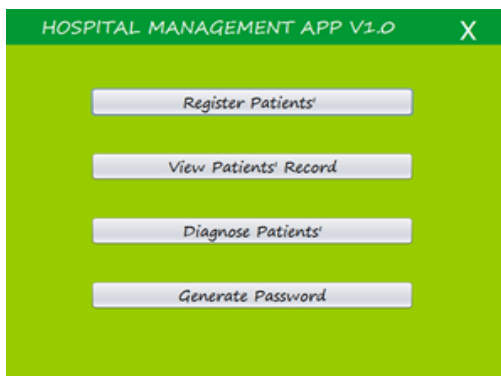 HOSPITAL MANAGEMENT APP V1.0 X
Register Patients'
View Patients' Record
Diagnose Patients'
Generate Password